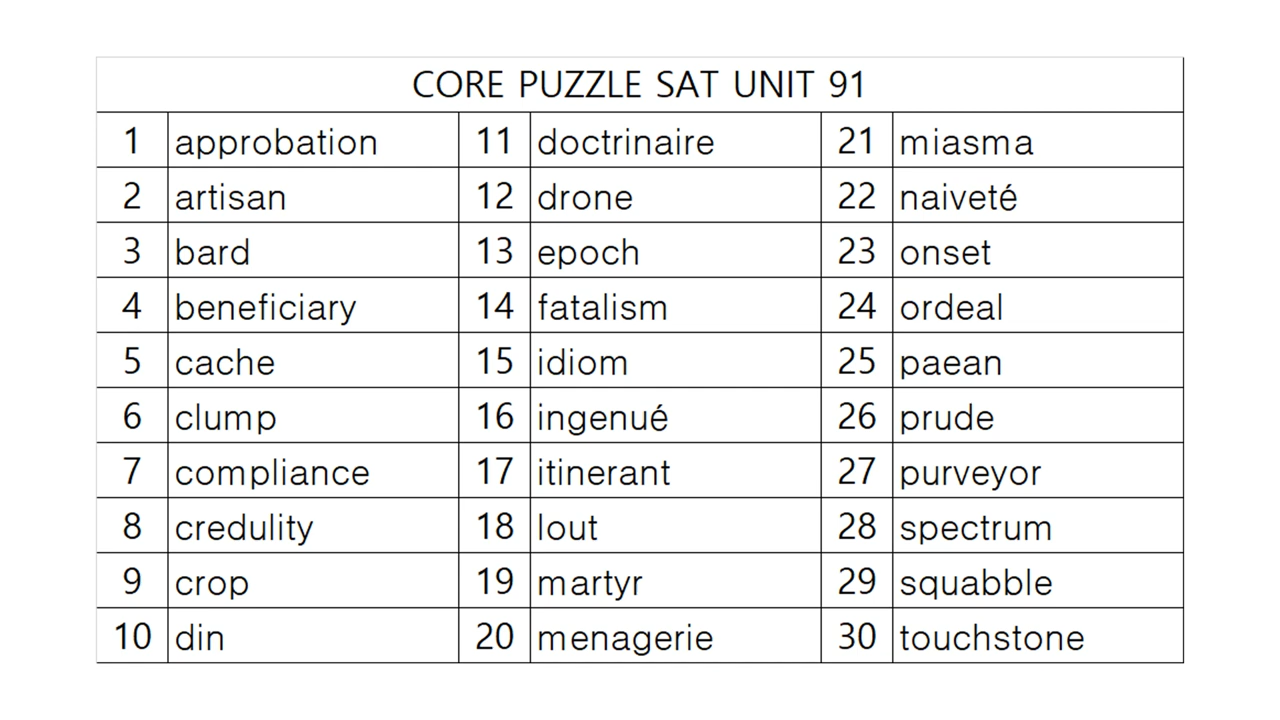 CORE PUZZLE SAT UNIT 91
1 approbation 11 doctrinaire 21 miasma
2 artisan 12 drone 22 naiveté
3 bard 13 epoch 23 onset
4 beneficiary 14 fatalism 24 ordeal
5 cache 15 idiom 25 paean
6 clump 16 ingenué 26 prude
7 compliance 17 itinerant 27 purveyor
8 credulity 18 lout 28 spectrum
9 crop 19 martyr 29 squabble
10 din 20 menagerie 30 touchstone